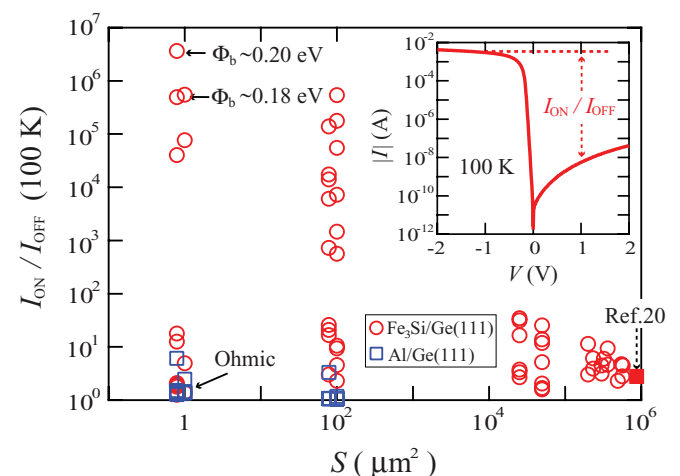 10^7
10^6
10^5
10^4
10^3
10^2
10^1
10^0
I_ON / I_OFF (100 K)
Φ_b ~0.20 eV
Φ_b ~0.18 eV
Ohmic
Fe₃Si/Ge(111)
Al/Ge(111)
Ref.20
1
10^2
10^4
10^6
S ( μm² )
10^-2
10^-4
10^-6
10^-8
10^-10
10^-12
|I| (A)
I_ON / I_OFF
100 K
-2
-1
0
1
2
V (V)